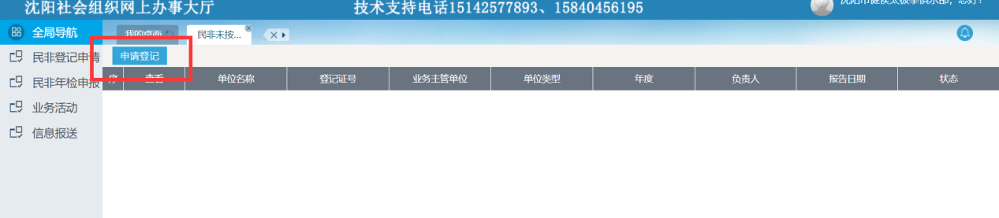 沈阳社会组织网上办事大厅
技术支持电话15142577893、15840456195
全局导航
我的桌面
民非未按...
民非登记申请
申请登记
民非年检申报
序 查看 单位名称 登记证号 业务主管单位 单位类型 年度 负责人 报告日期 状态
业务活动
信息报送